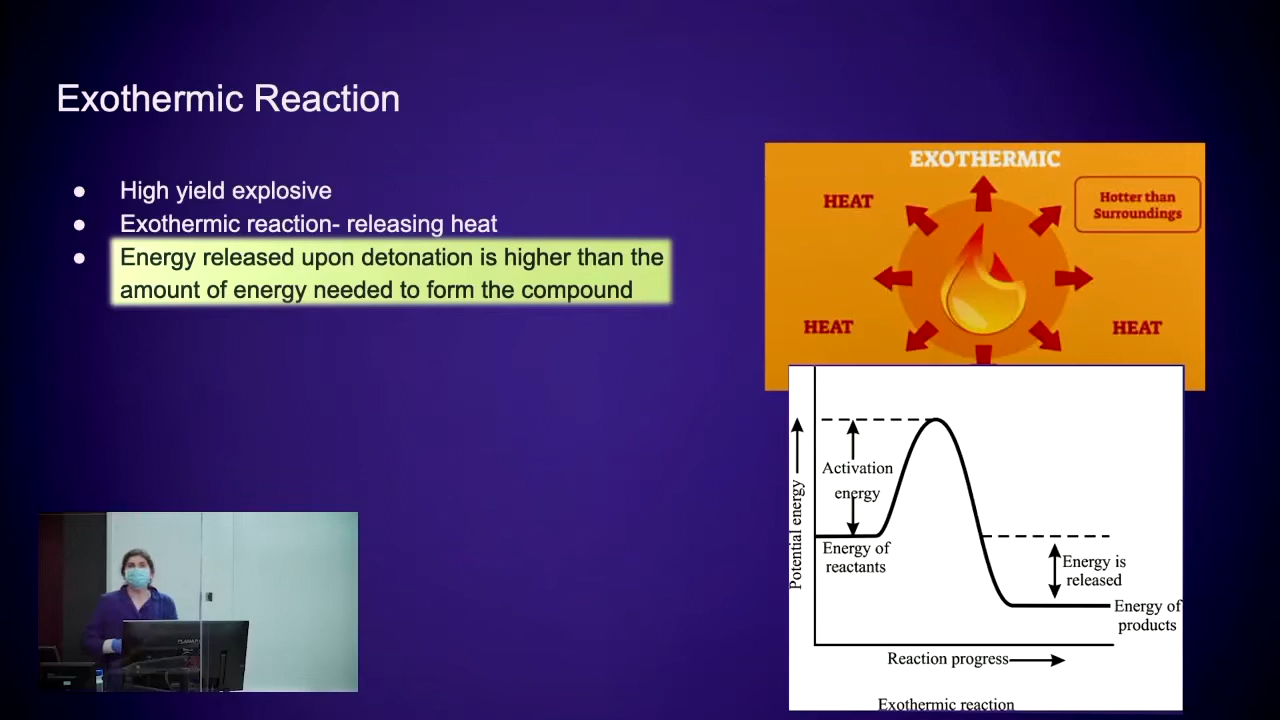 Exothermic Reaction
● High yield explosive
● Exothermic reaction- releasing heat
● Energy released upon detonation is higher than the
amount of energy needed to form the compound
EXOTHERMIC
HEAT
Hotter than
Surroundings
HEAT
HEAT
Potential energy
Activation
energy
Energy of
reactants
Energy is
released
Energy of
products
Reaction progress
Exothermic reaction